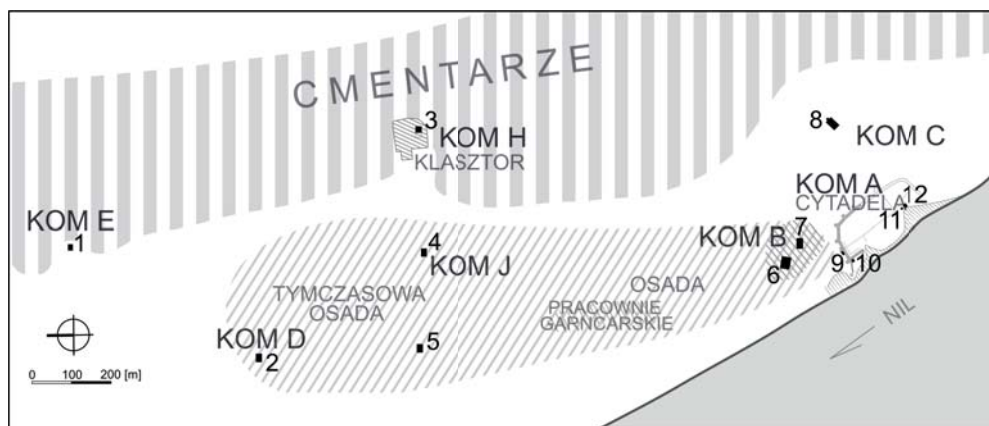 CMENTARZE
3
KOM H
KLASZTOR
8
KOM C
KOM A
CYTADELA
12
11
KOM E
1
KOM B
7
4
KOM J
9
10
6
TYMCZASOWA
OSADA
OSADA
PRACOWNIE
GARNCARSKIE
NIL
KOM D
2
5
0 100 200 [m]